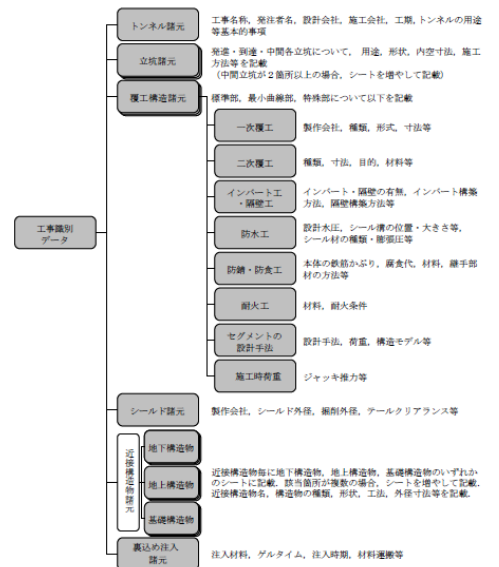 トンネル諸元
工事名称，発注者名，設計会社，施工会社，工期，トンネルの用途
等基本的事項
立坑諸元
発進・到達・中間各立坑について，用途，形状，内空寸法，施工
方法等を記載
（中間立坑が２箇所以上の場合，シートを増やして記載）
覆工構造諸元
標準部，最小曲線部，特殊部について以下を記載
一次覆工
製作会社，種類，形式，寸法等
二次覆工
種類，寸法，目的，材料等
インバート工
・隔壁工
インバート・隔壁の有無，インバート構築
方法，隔壁構築方法等
工事識別
データ
防水工
設計水圧，シール溝の位置・大きさ等，
シール材の種類・膨張圧等
防錆・防食工
本体の鉄筋かぶり，腐食代，材料，継手部
材の方法等
耐火工
材料，耐火条件
セグメントの
設計手法
設計手法，荷重，構造モデル等
施工時荷重
ジャッキ推力等
シールド諸元
製作会社，シールド外径，掘削外径，テールクリアランス等
近接構造物諸元
地下構造物
地上構造物
基礎構造物
近接構造物毎に地下構造物，地上構造物，基礎構造物のいずれか
のシートに記載．該当箇所が複数の場合，シートを増やして記載．
近接構造物名，構造物の種類，形状，工法，外径寸法等を記載．
裏込め注入
諸元
注入材料，ゲルタイム，注入時期，材料運搬等